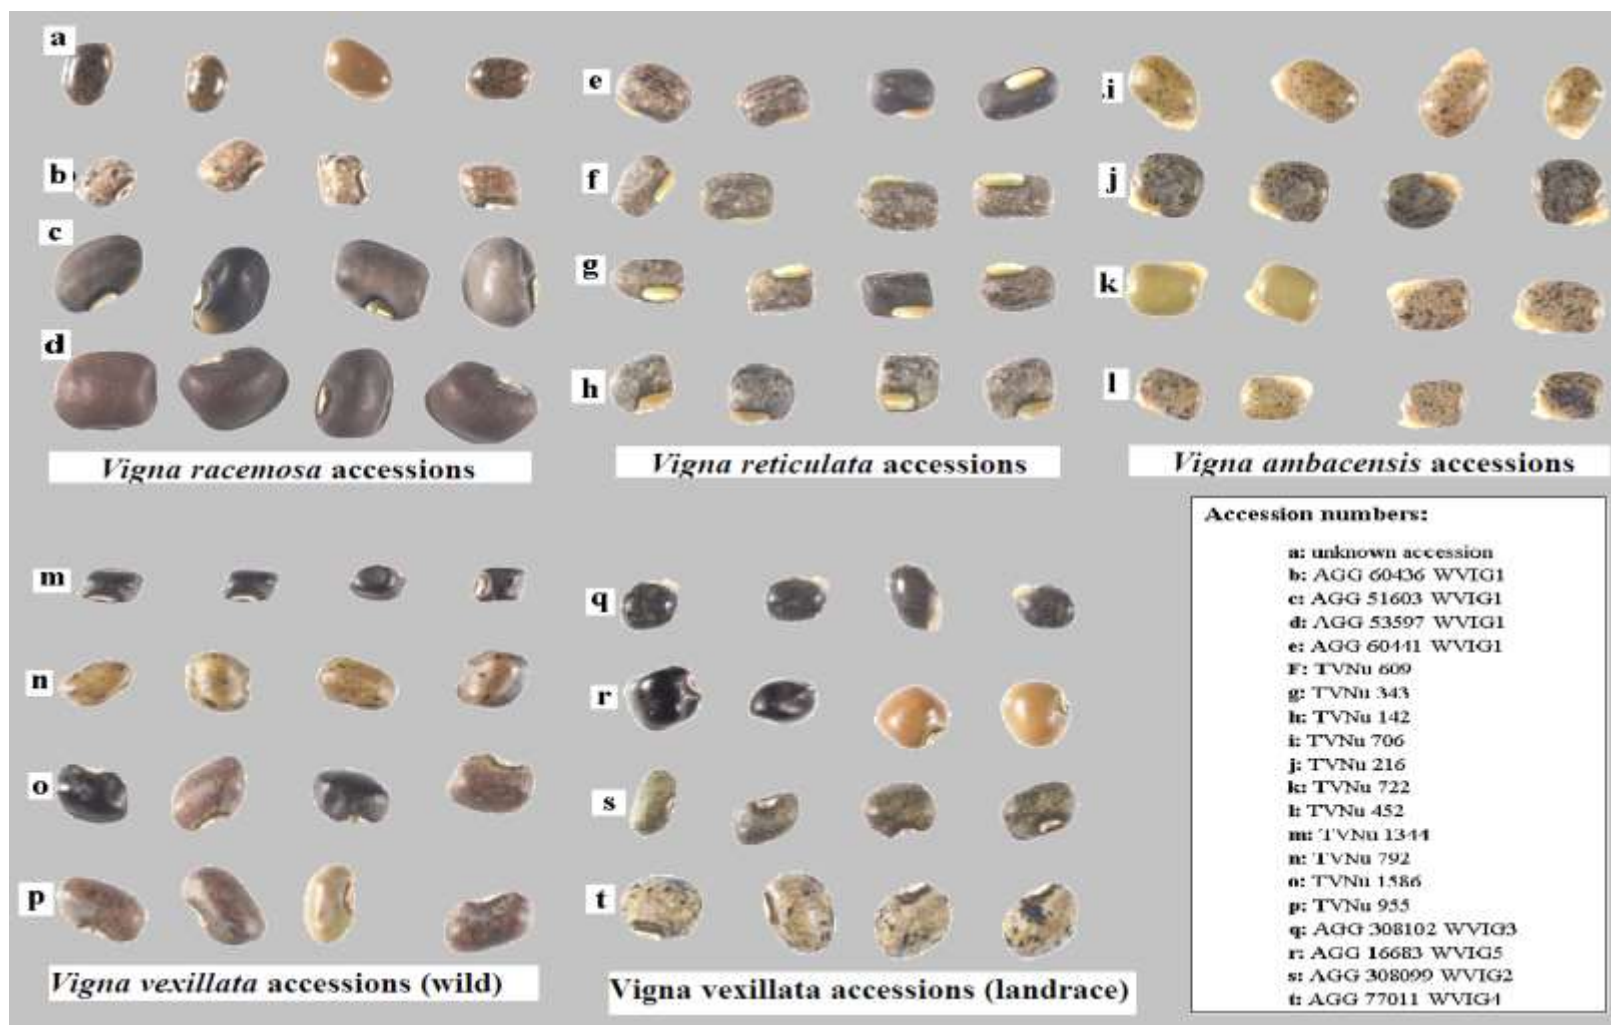 a
b
c
d
Vigna racemosa accessions
e
f
g
h
Vigna reticulata accessions
.i
j
k
l
Vigna ambacensis accessions
m
n
o
p
Vigna vexillata accessions (wild)
q
r
s
t
Vigna vexillata accessions (landrace)
Accession numbers:
a: unknown accession
b: AGG 60436 WVIG1
c: AGG 51603 WVIG1
d: AGG 53597 WVIG1
e: AGG 60441 WVIG1
F: TVNu 609
g: TVNu 343
h: TVNu 142
i: TVNu 706
j: TVNu 216
k: TVNu 722
l: TVNu 452
m: TVNu 1344
n: TVNu 792
o: TVNu 1586
p: TVNu 955
q: AGG 308102 WVIG3
r: AGG 16683 WVIG5
s: AGG 308099 WVIG2
t: AGG 77011 WVIG4